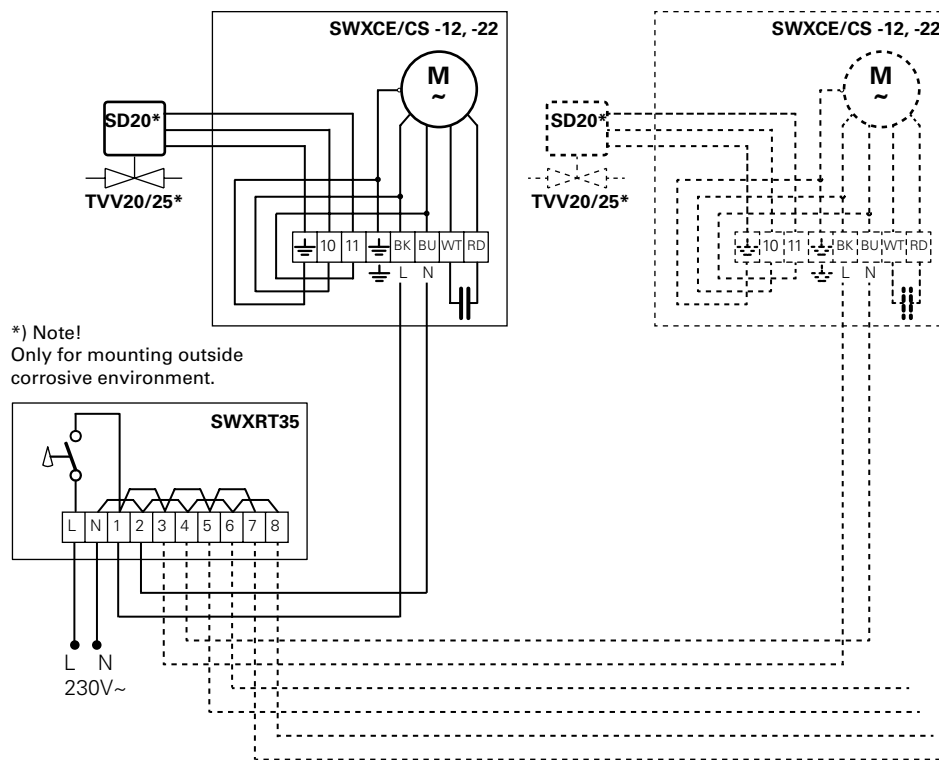 SWXCE/CS -12, -22
M
~
SD20*
TVV20/25*
10 11 BK BU WT RD
L N
SWXCE/CS -12, -22
M
~
SD20*
TVV20/25*
10 11 BK BU WT RD
L N
*) Note!
Only for mounting outside
corrosive environment.
SWXRT35
L N 1 2 3 4 5 6 7 8
L N
230V~